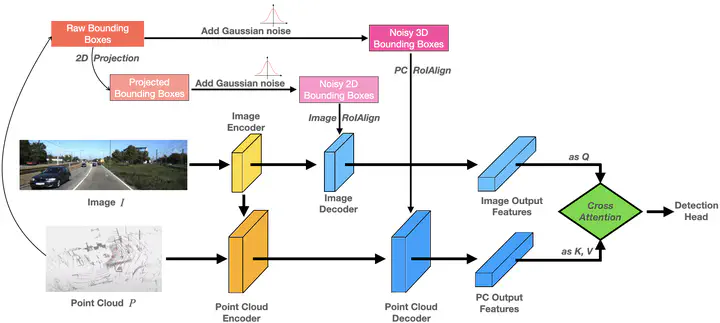 Raw Bounding
Boxes
Add Gaussian noise
Noisy 3D
Bounding Boxes
2D Projection
PC RoIAlign
Projected
Bounding Boxes
Add Gaussian noise
Noisy 2D
Bounding Boxes
Image
Encoder
Image RoIAlign
as Q
Image I
Image
Decoder
Image Output
Features
Cross
Attention
Detection
Head
as K, V
Point Cloud P
Point Cloud
Encoder
Point Cloud
Decoder
PC Output
Features